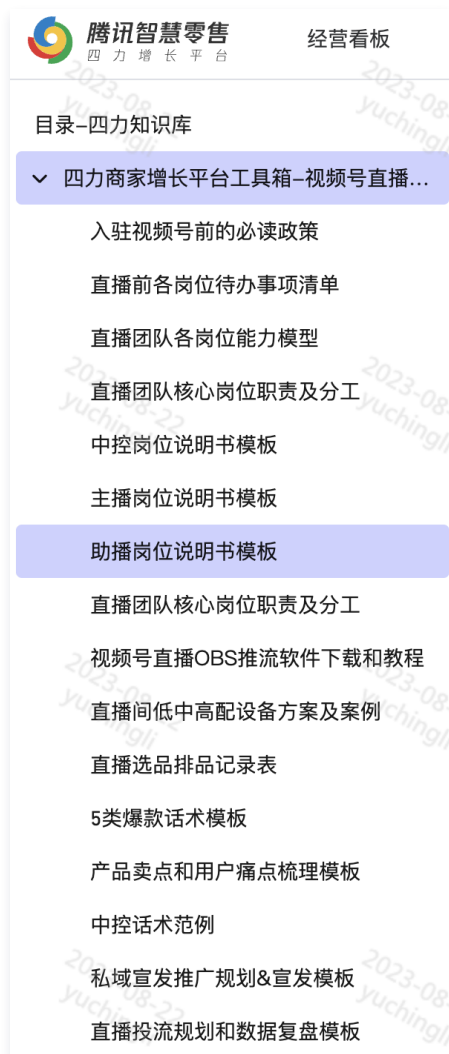 腾讯智慧零售
四力增长平台
经营看板
目录-四力知识库
四力商家增长平台工具箱-视频号直播...
入驻视频号前的必读政策
直播前各岗位待办事项清单
直播团队各岗位能力模型
直播团队核心岗位职责及分工
中控岗位说明书模板
主播岗位说明书模板
助播岗位说明书模板
直播团队核心岗位职责及分工
视频号直播OBS推流软件下载和教程
直播间低中高配设备方案及案例
直播选品排品记录表
5类爆款话术模板
产品卖点和用户痛点梳理模板
中控话术范例
私域宣发推广规划&宣发模板
直播投流规划和数据复盘模板
2023-08-22
yuchingli